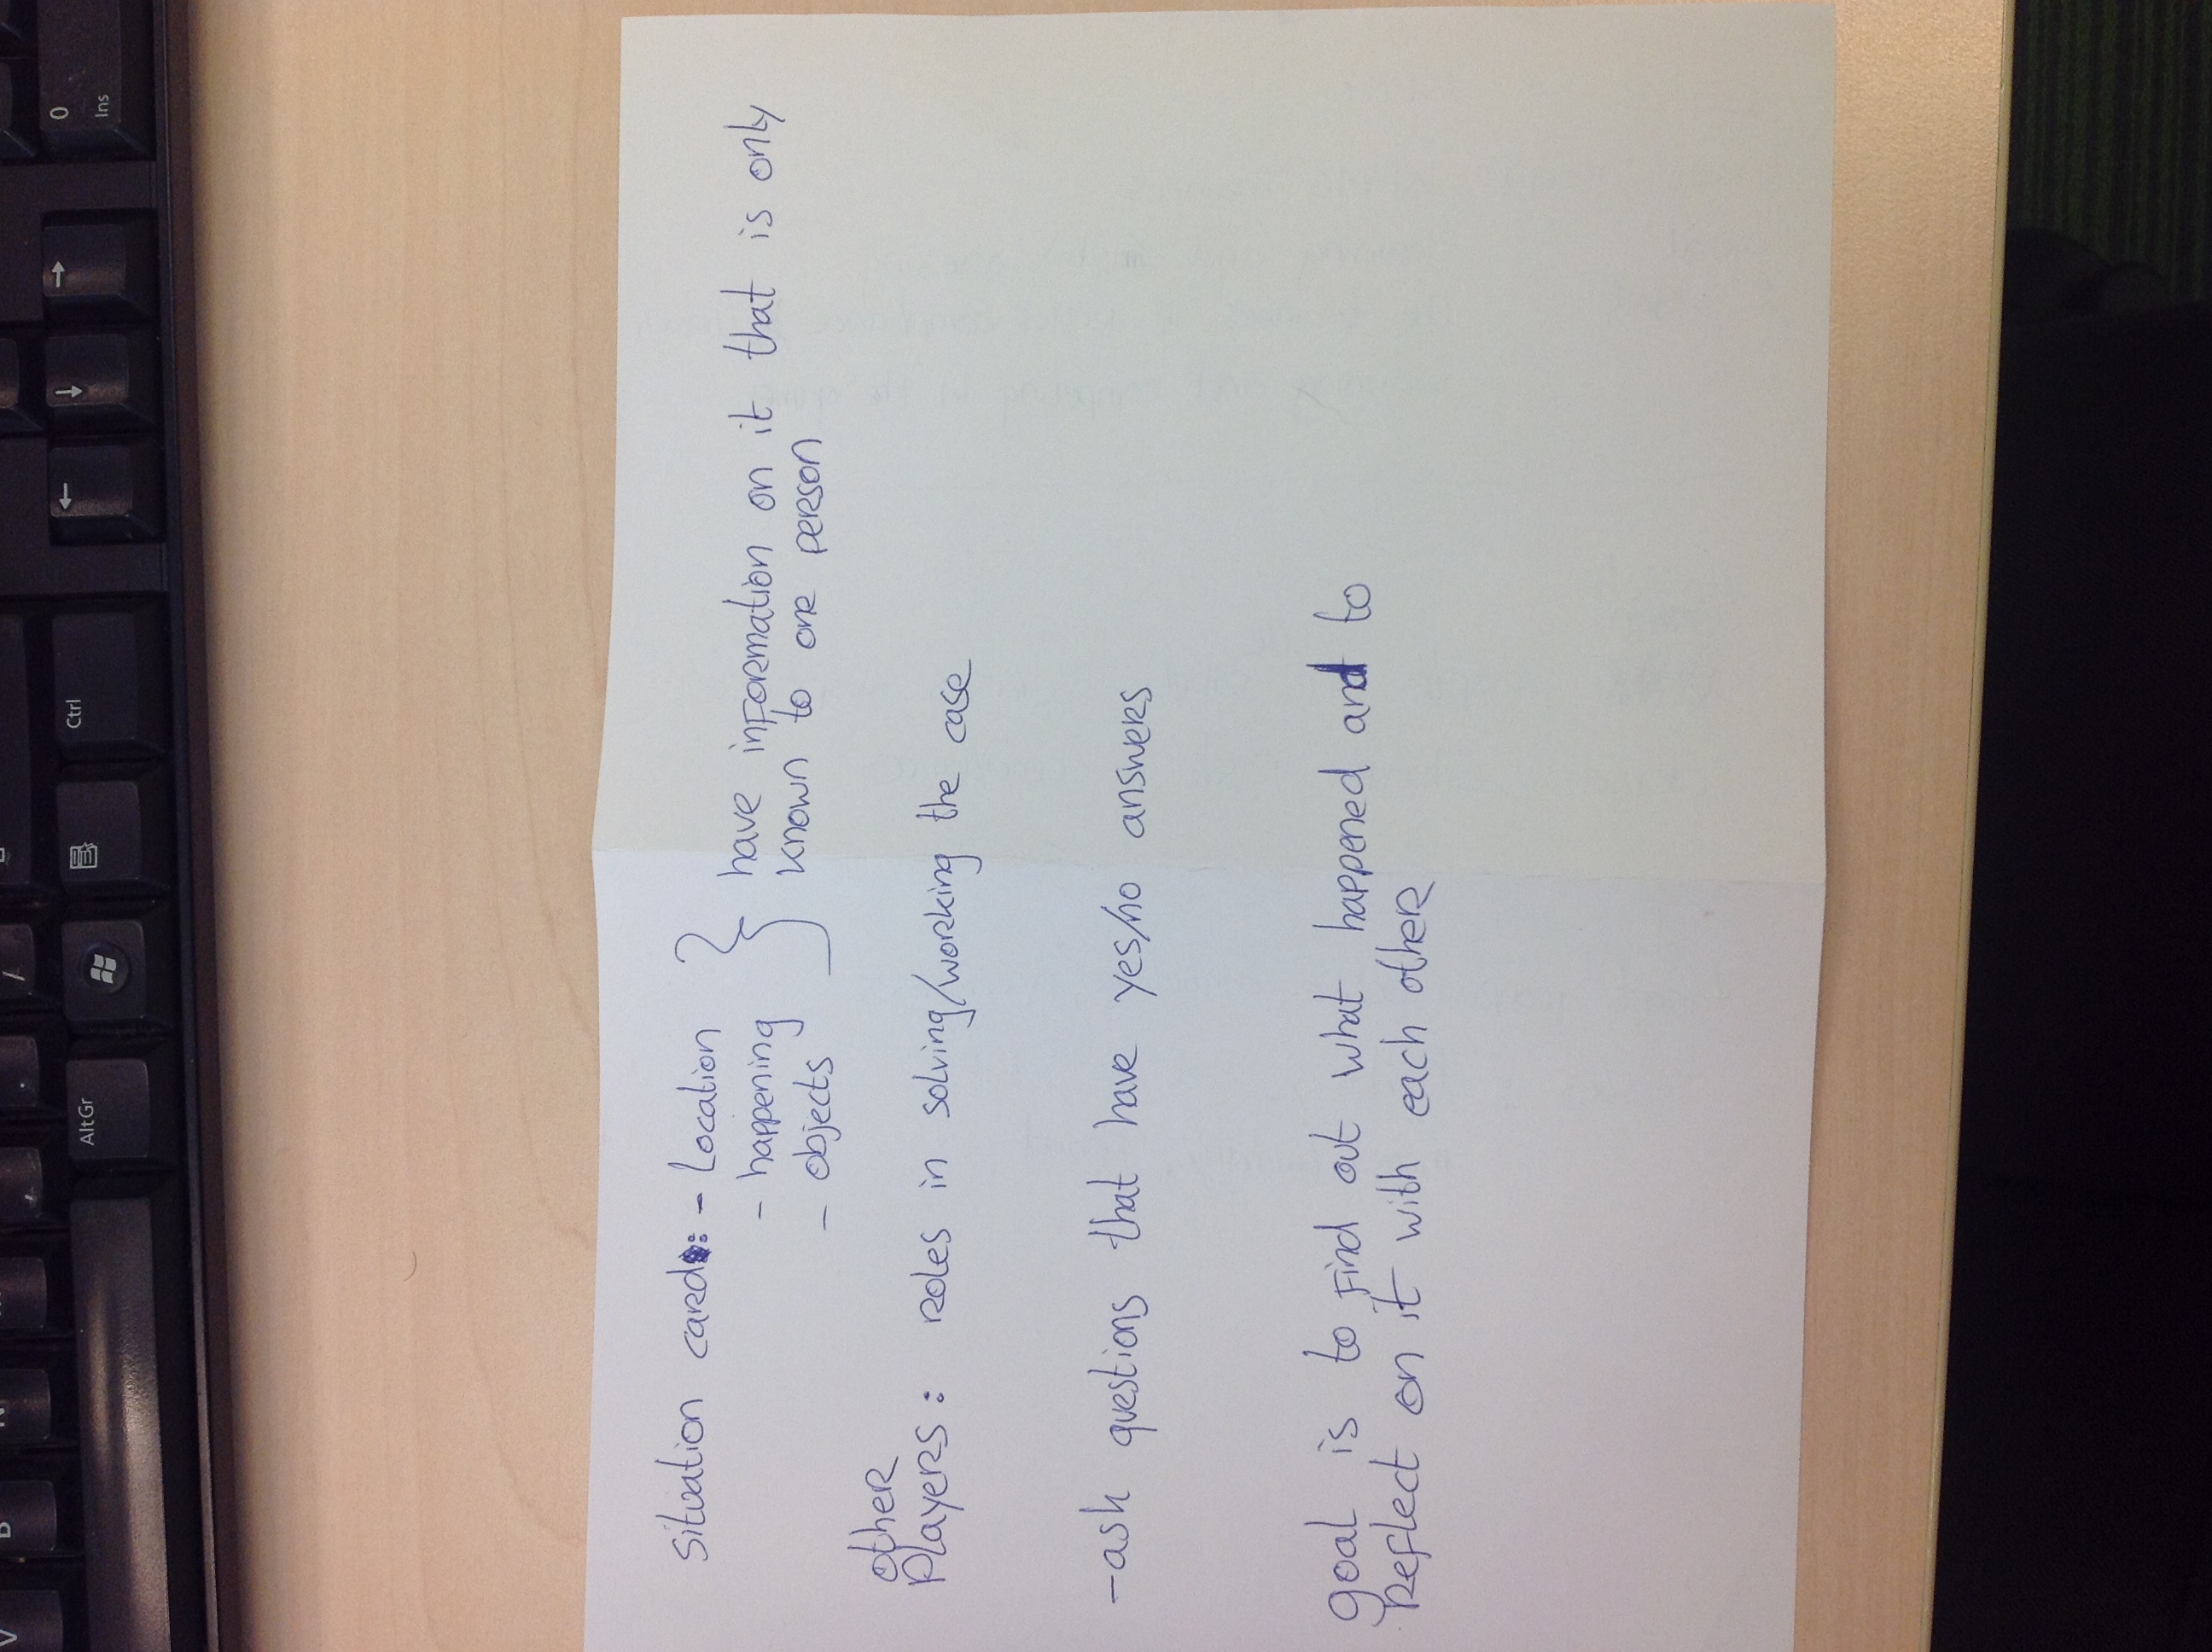 V B N M , . /
AltGr Ctrl ← ↓ → 0
Ins
Situation card: - Location
- happening
- objects
have information on it that is only
known to one person
other
Players: roles in solving/working the case
-ask questions that have yes/no answers
goal is to find out what happened and to
reflect on it with each other